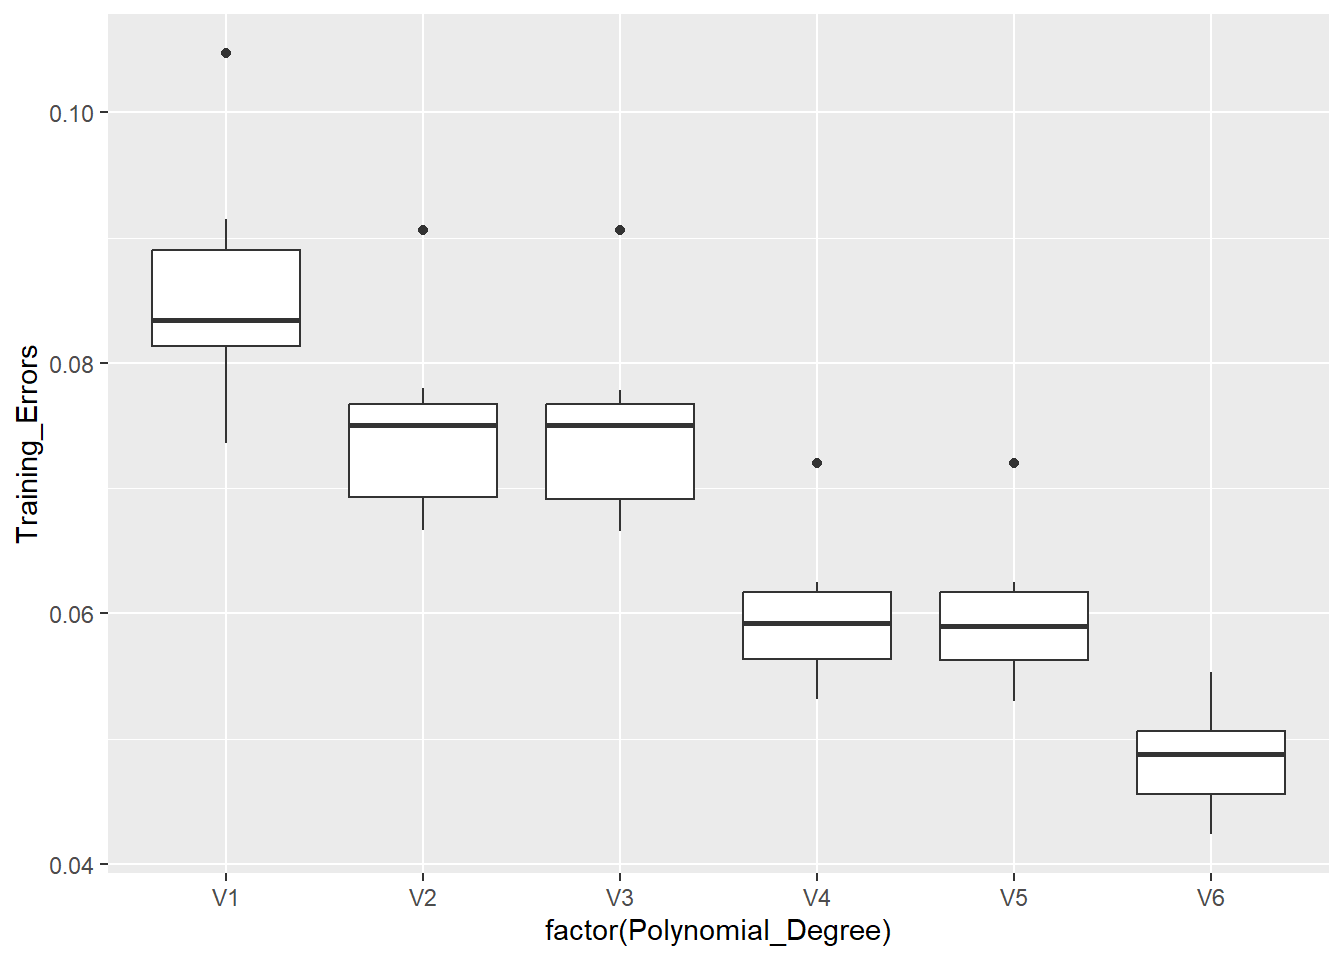 Training_Errors
0.10
0.08
0.06
0.04
V1 V2 V3 V4 V5 V6
factor(Polynomial_Degree)